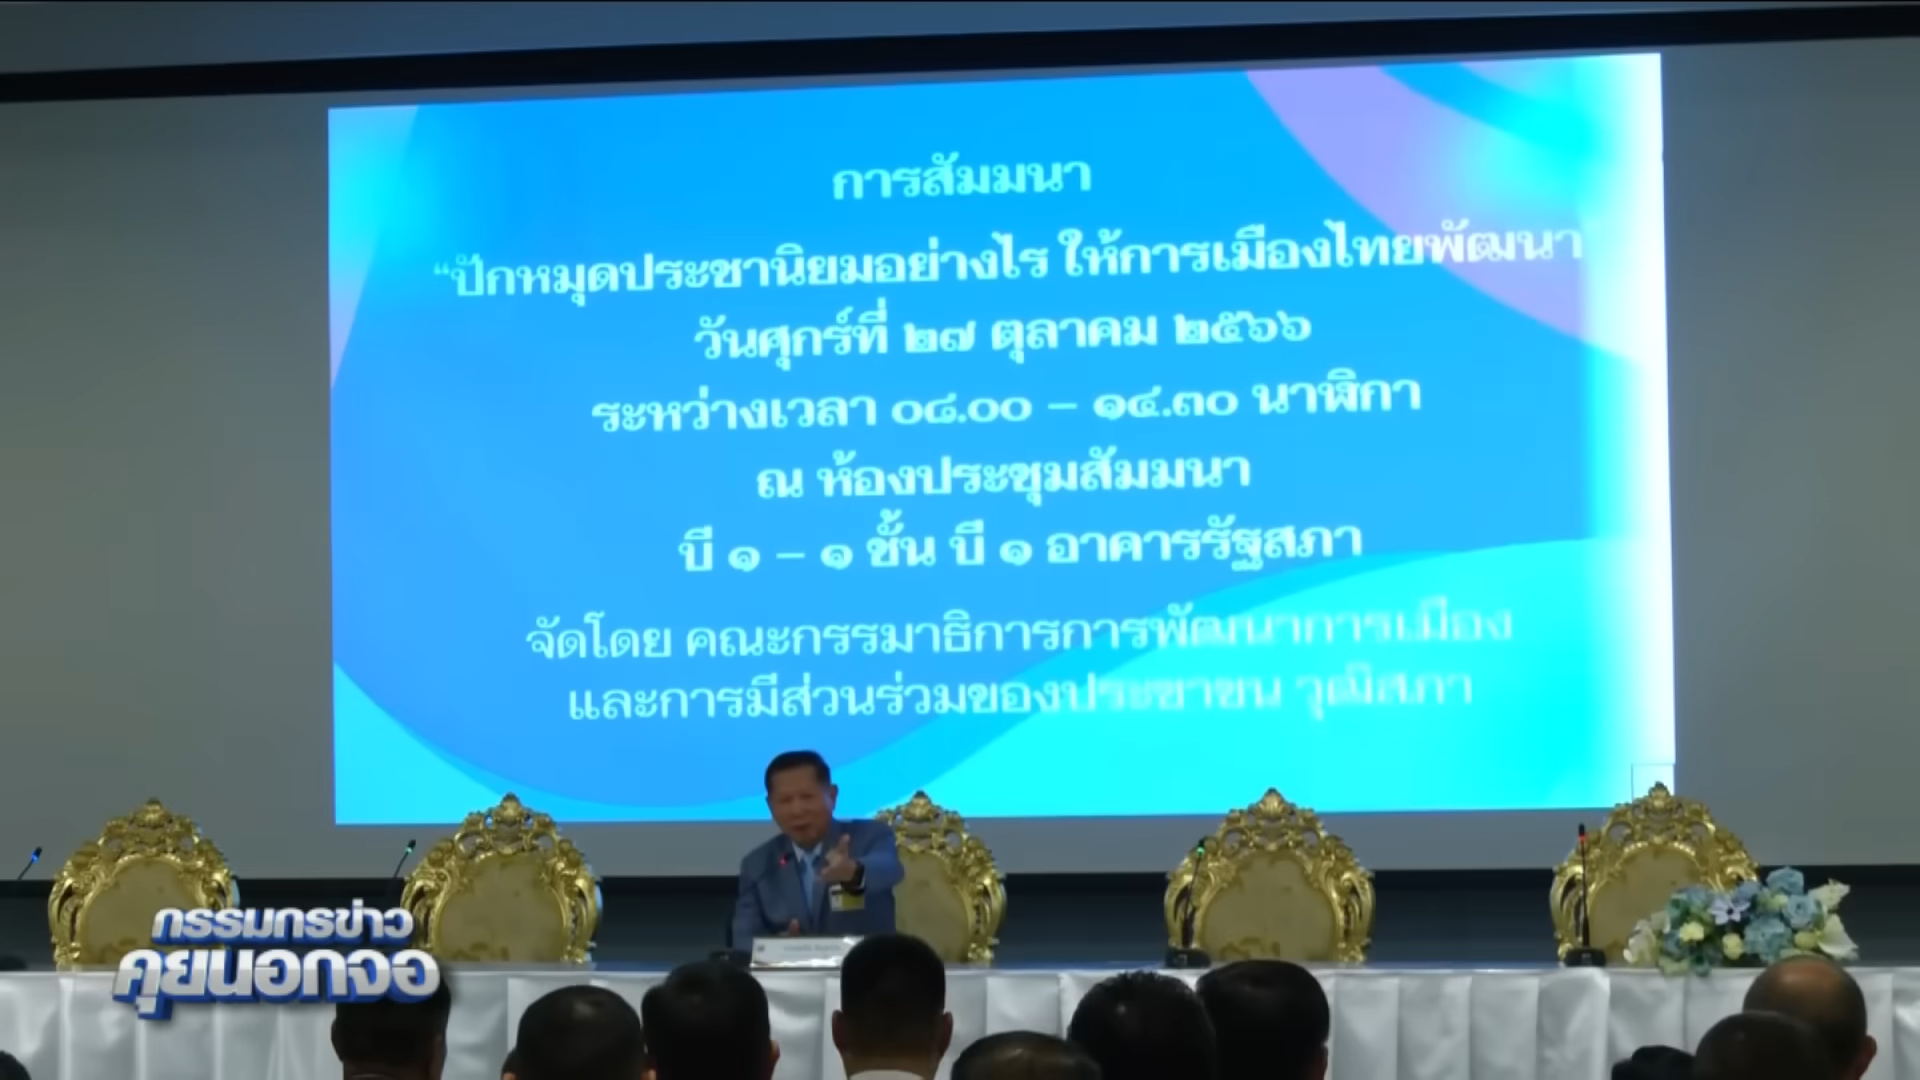 การสัมมนา
“ปักหมุดประชานิยมอย่างไร ให้การเมืองไทยพัฒนา
วันศุกร์ที่ ๒๗ ตุลาคม ๒๕๖๖
ระหว่างเวลา ๐๘.๐๐ – ๑๔.๓๐ นาฬิกา
ณ ห้องประชุมสัมมนา
บี ๑ – ๑ ชั้น บี ๑ อาคารรัฐสภา
จัดโดย คณะกรรมาธิการการพัฒนาการเมือง
และการมีส่วนร่วมของประชาชน วุฒิสภา
กรรมกรข่าว
คุยนอกจอ